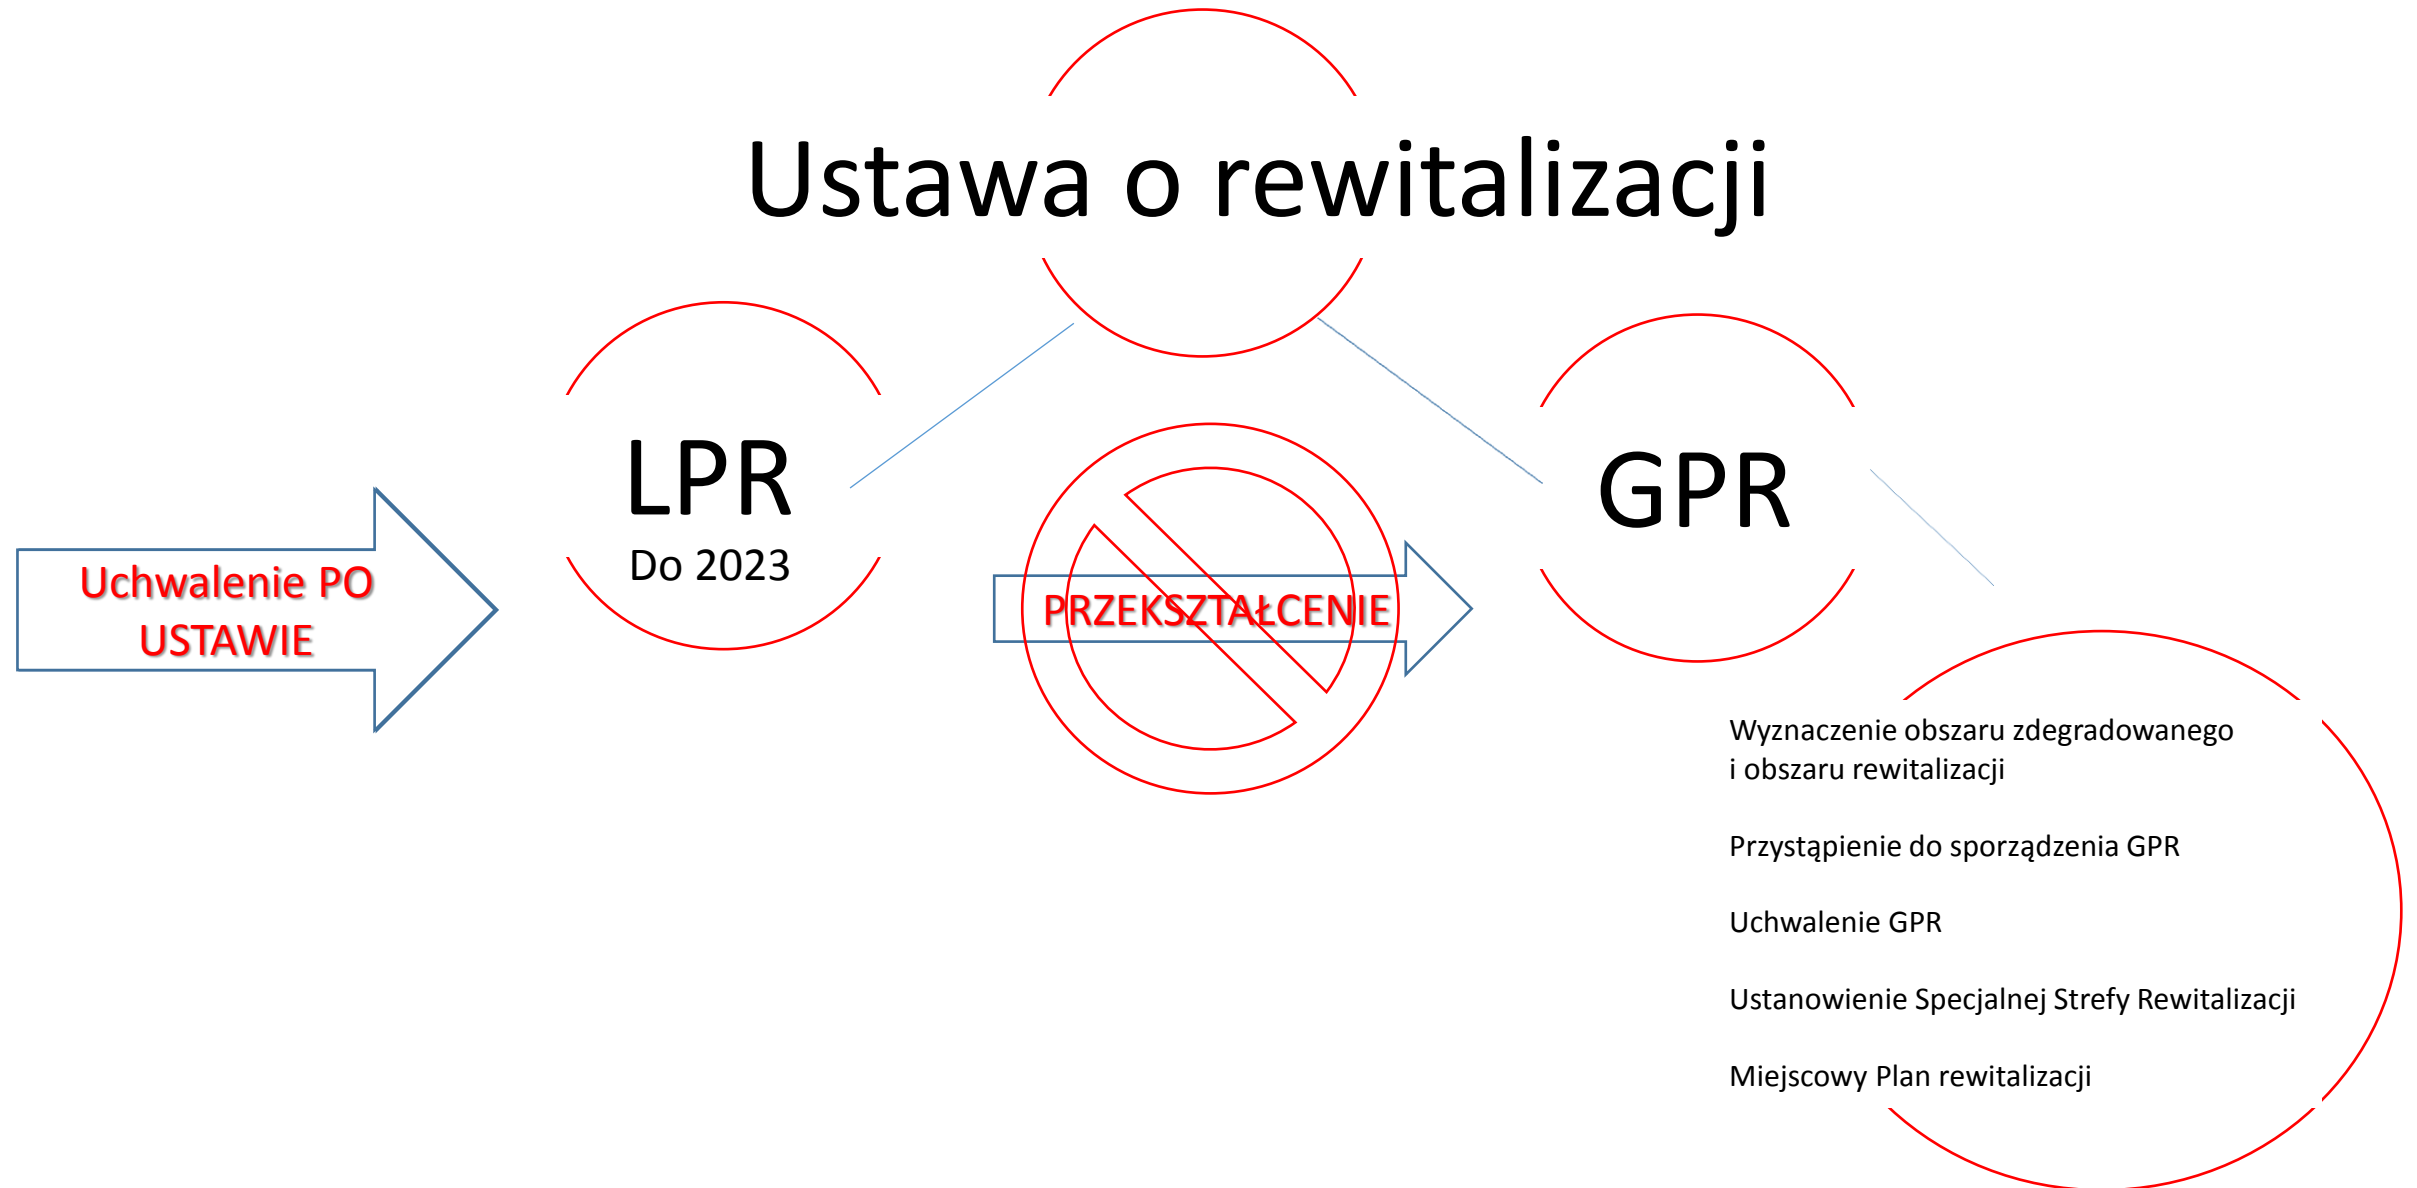 Ustawa o rewitalizacji
LPR
Do 2023
GPR
Uchwalenie PO
USTAWIE
PRZEKSZTAŁCENIE
Wyznaczenie obszaru zdegradowanego
i obszaru rewitalizacji
Przystąpienie do sporządzenia GPR
Uchwalenie GPR
Ustanowienie Specjalnej Strefy Rewitalizacji
Miejscowy Plan rewitalizacji